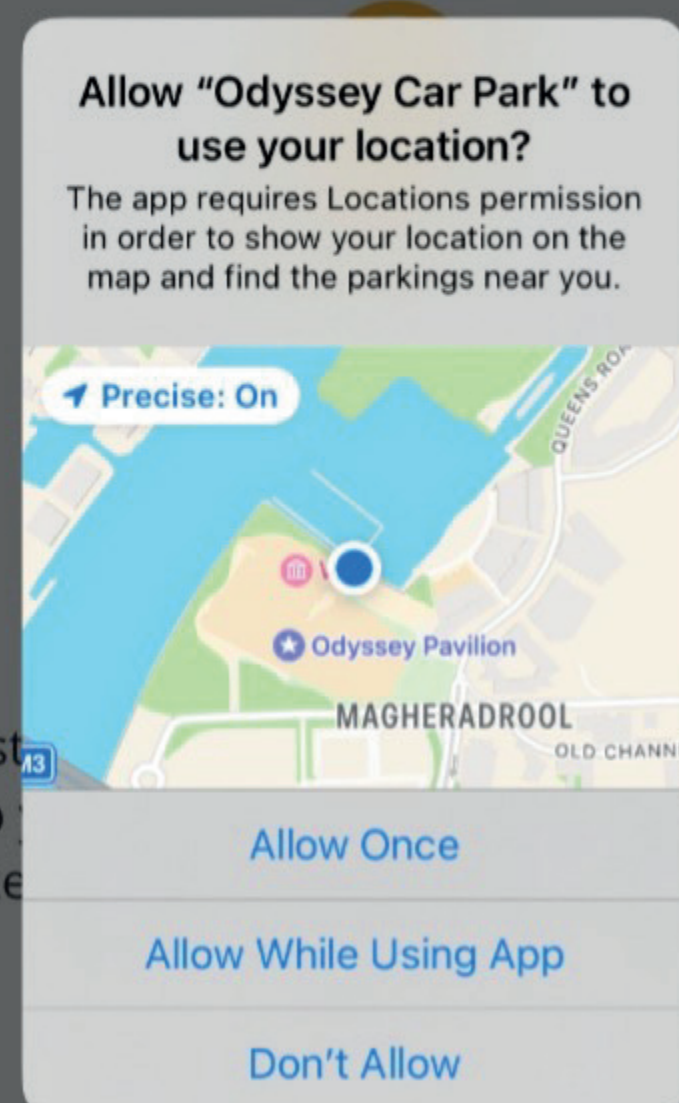 Allow “Odyssey Car Park” to
use your location?
The app requires Locations permission
in order to show your location on the
map and find the parkings near you.
Precise: On
QUEENS ROA
Odyssey Pavilion
MAGHERADROOL
OLD CHANN
M3
Allow Once
Allow While Using App
Don’t Allow